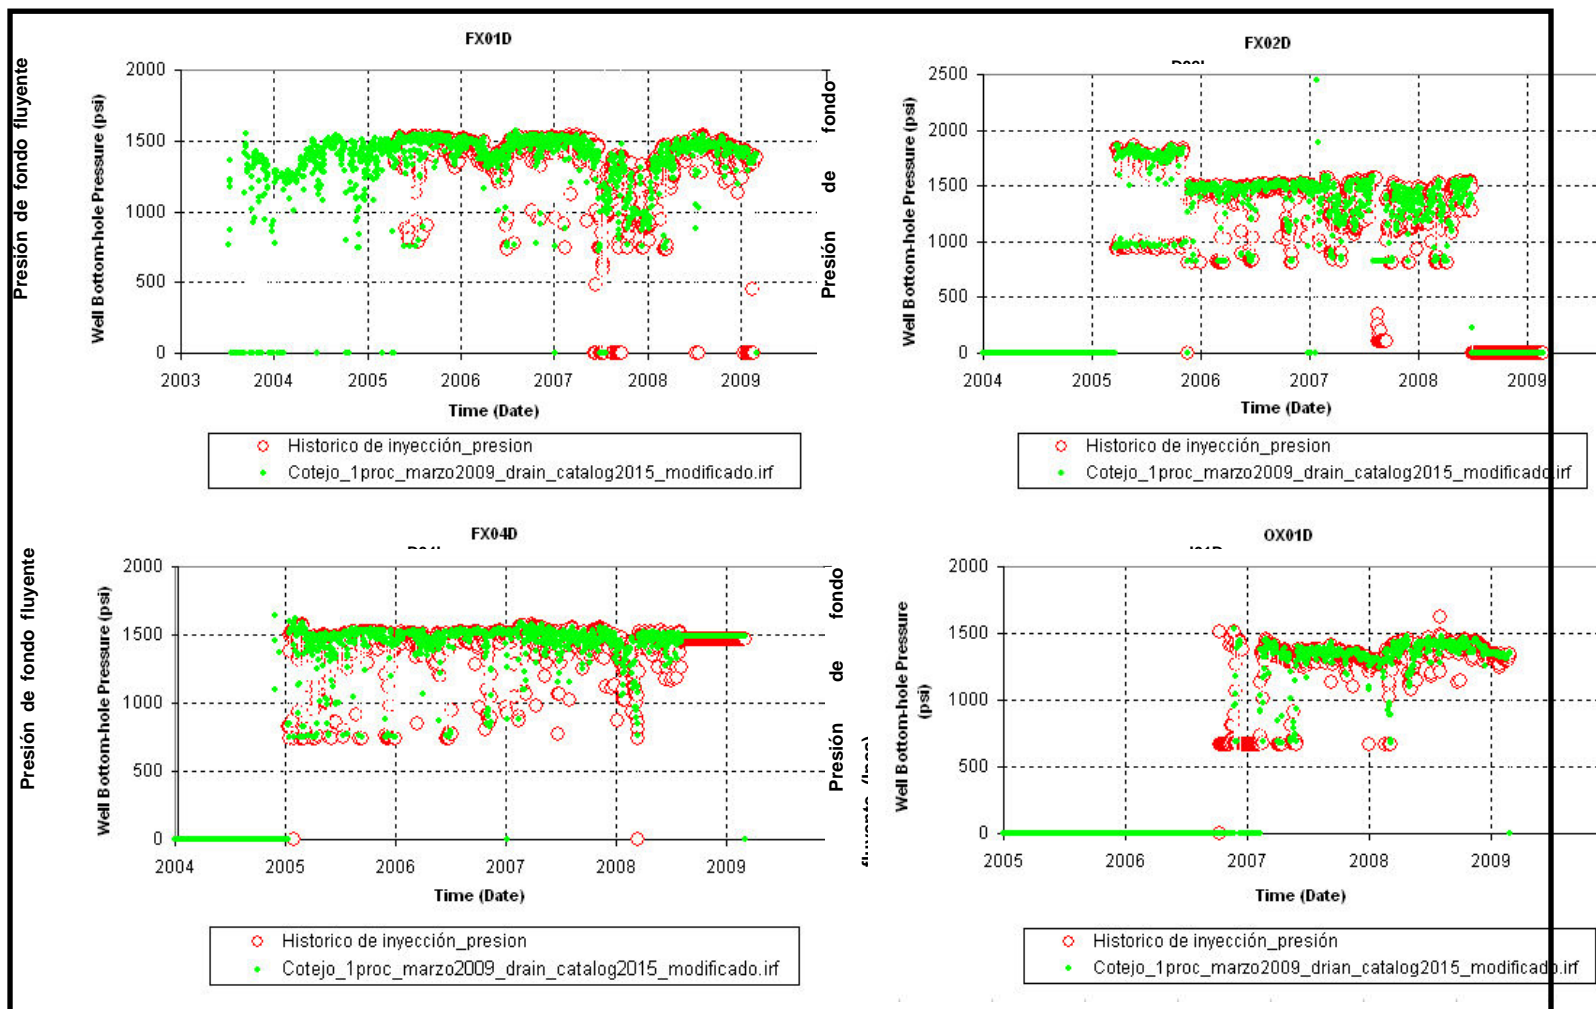 FX01D
Presión de fondo fluyente
Well Bottom-hole Pressure (psi)
2000
1500
1000
500
0
2003 2004 2005 2006 2007 2008 2009
Time (Date)
Historico de inyección_presion
Cotejo_1proc_marzo2009_drain_catalog2015_modificado.irf
FX02D
Presión de fondo
Well Bottom-hole Pressure (psi)
2500
2000
1500
1000
500
0
2004 2005 2006 2007 2008 2009
Time (Date)
Historico de inyección_presion
Cotejo_1proc_marzo2009_drain_catalog2015_modificado.irf
FX04D
Presión de fondo fluyente
Well Bottom-hole Pressure (psi)
2000
1500
1000
500
0
2004 2005 2006 2007 2008 2009
Time (Date)
Historico de inyección_presion
Cotejo_1proc_marzo2009_drain_catalog2015_modificado.irf
OX01D
Presión de fondo
Well Bottom-hole Pressure
(psi)
2000
1500
1000
500
0
2005 2006 2007 2008 2009
Time (Date)
Historico de inyección_presión
Cotejo_1proc_marzo2009_drian_catalog2015_modificado.irf